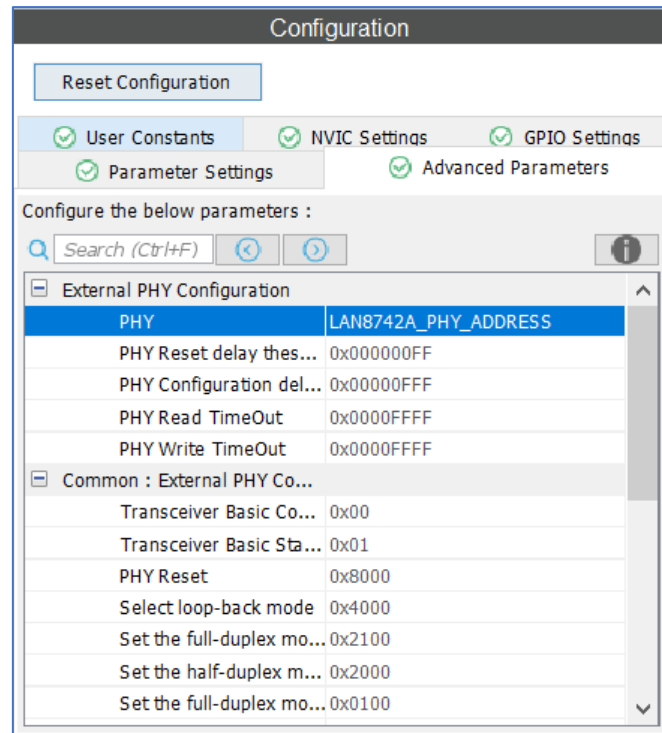 Configuration
Reset Configuration
User Constants NVIC Settings GPIO Settings
Parameter Settings Advanced Parameters
Configure the below parameters :
Search (Ctrl+F)
External PHY Configuration
PHY LAN8742A_PHY_ADDRESS
PHY Reset delay thes... 0x000000FF
PHY Configuration del... 0x00000FFF
PHY Read TimeOut 0x0000FFFF
PHY Write TimeOut 0x0000FFFF
Common : External PHY Co...
Transceiver Basic Co... 0x00
Transceiver Basic Sta... 0x01
PHY Reset 0x8000
Select loop-back mode 0x4000
Set the full-duplex mo... 0x2100
Set the half-duplex m... 0x2000
Set the full-duplex mo... 0x0100